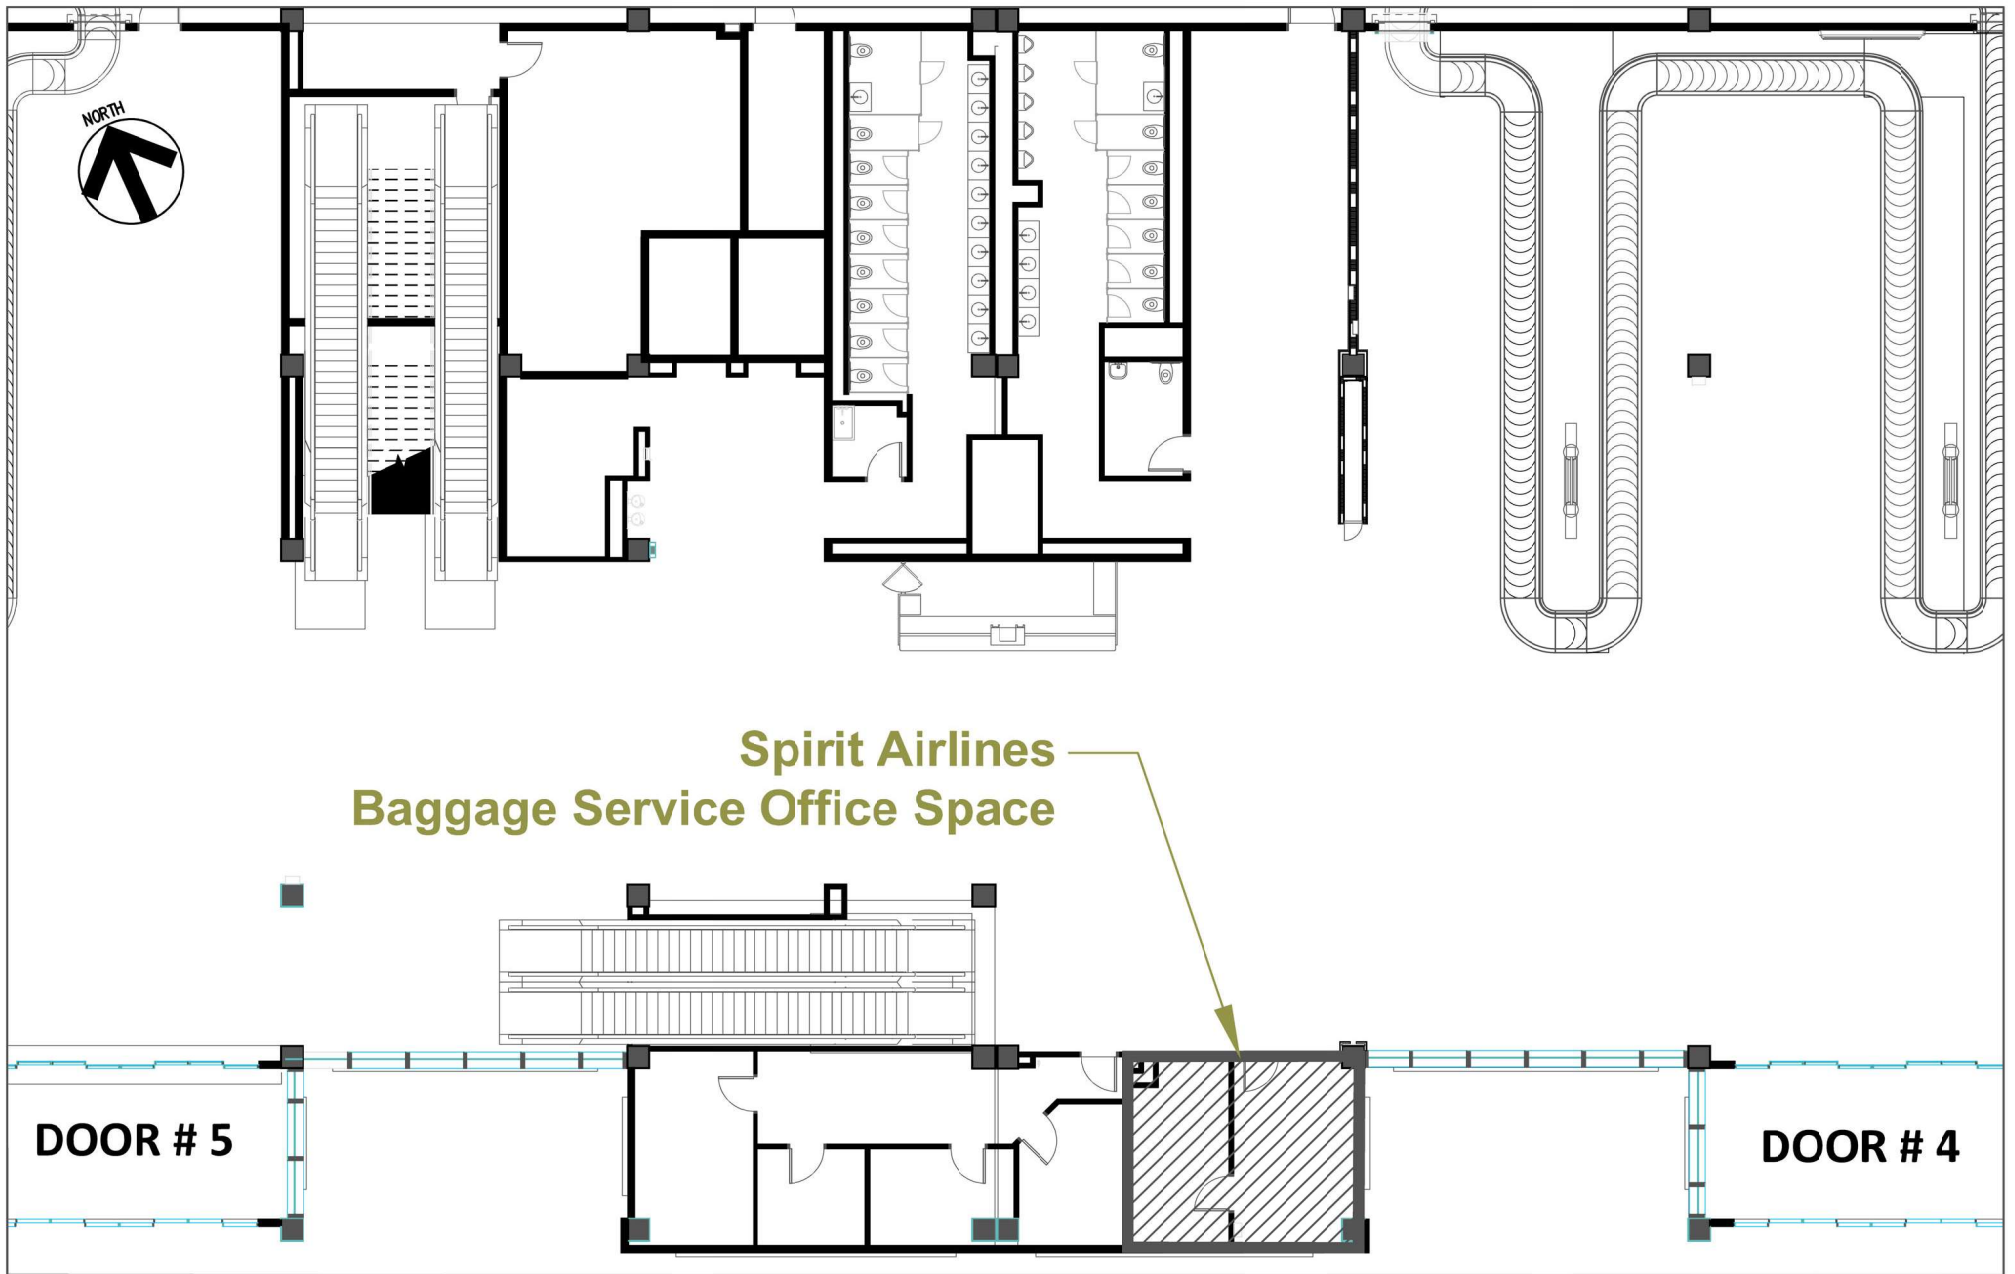 NORTH
Spirit Airlines
Baggage Service Office Space
DOOR # 5
DOOR # 4